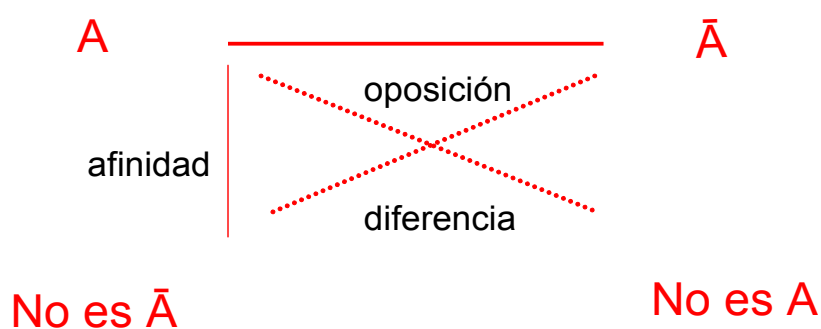 A
Ā
oposición
afinidad
diferencia
No es Ā
No es A